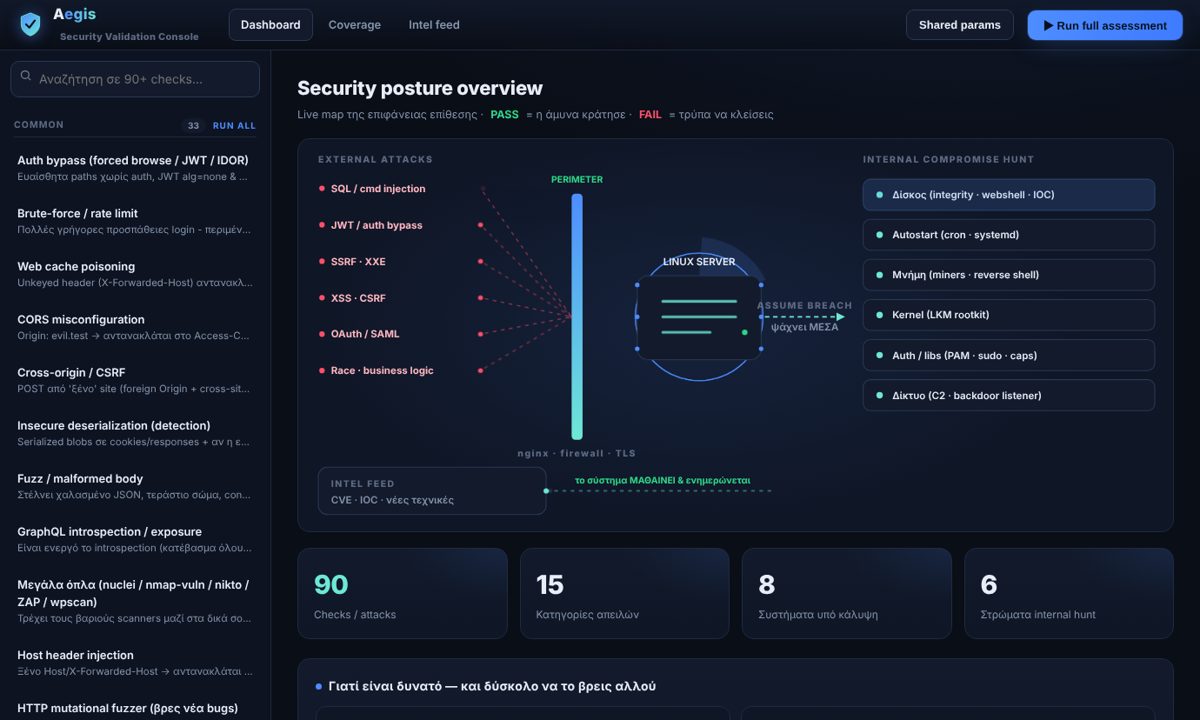 Aegis
Security Validation Console
Dashboard
Coverage
Intel feed
Shared params
▶ Run full assessment
Αναζήτηση σε 90+ checks...
COMMON
33
RUN ALL
Auth bypass (forced browse / JWT / IDOR)
Ευαίσθητα paths χωρίς auth, JWT alg=none & ...
Brute-force / rate limit
Πολλές γρήγορες προσπάθειες login - περιμέν...
Web cache poisoning
Unkeyed header (X-Forwarded-Host) αντανακλ...
CORS misconfiguration
Origin: evil.test → αντανακλάται στο Access-C...
Cross-origin / CSRF
POST από 'ξένο' site (foreign Origin + cross-sit...
Insecure deserialization (detection)
Serialized blobs σε cookies/responses + αν η ε...
Fuzz / malformed body
Στέλνει χαλασμένο JSON, τεράστιο σώμα, con...
GraphQL introspection / exposure
Είναι ενεργό το introspection (κατέβασμα όλου...
Μεγάλα όπλα (nuclei / nmap-vuln / nikto /
ZAP / wpscan)
Τρέχει τους βαριούς scanners μαζί στα δικά σο...
Host header injection
Ξένο Host/X-Forwarded-Host → αντανακλάται ...
HTTP mutational fuzzer (βρες νέα bugs)
Security posture overview
Live map της επιφάνειας επίθεσης · PASS = η άμυνα κράτησε · FAIL = τρύπα να κλείσεις
EXTERNAL ATTACKS
SQL / cmd injection
JWT / auth bypass
SSRF · XXE
XSS · CSRF
OAuth / SAML
Race · business logic
PERIMETER
nginx · firewall · TLS
LINUX SERVER
ASSUME BREACH
ψάχνει ΜΕΣΑ
INTERNAL COMPROMISE HUNT
Δίσκος (integrity · webshell · IOC)
Autostart (cron · systemd)
Μνήμη (miners · reverse shell)
Kernel (LKM rootkit)
Auth / libs (PAM · sudo · caps)
Δίκτυο (C2 · backdoor listener)
INTEL FEED
CVE · IOC · νέες τεχνικές
το σύστημα ΜΑΘΑΙΝΕΙ & ενημερώνεται
90
Checks / attacks
15
Κατηγορίες απειλών
8
Συστήματα υπό κάλυψη
6
Στρώματα internal hunt
Γιατί είναι δυνατό — και δύσκολο να το βρεις αλλού